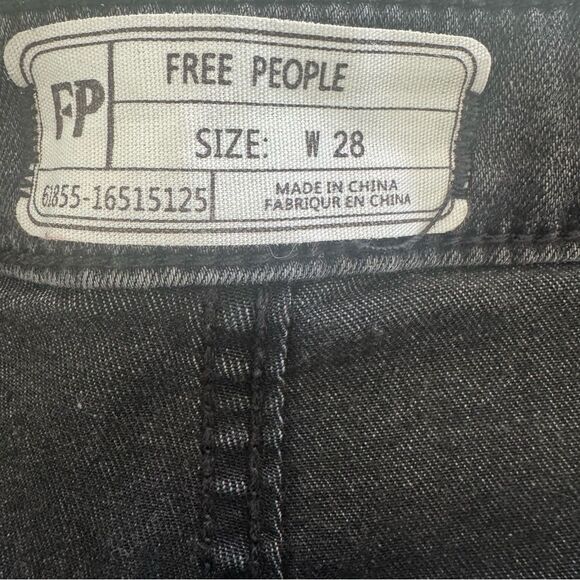 FP
FREE PEOPLE
SIZE: W 28
61855-16515125
MADE IN CHINA
FABRIQUR EN CHINA